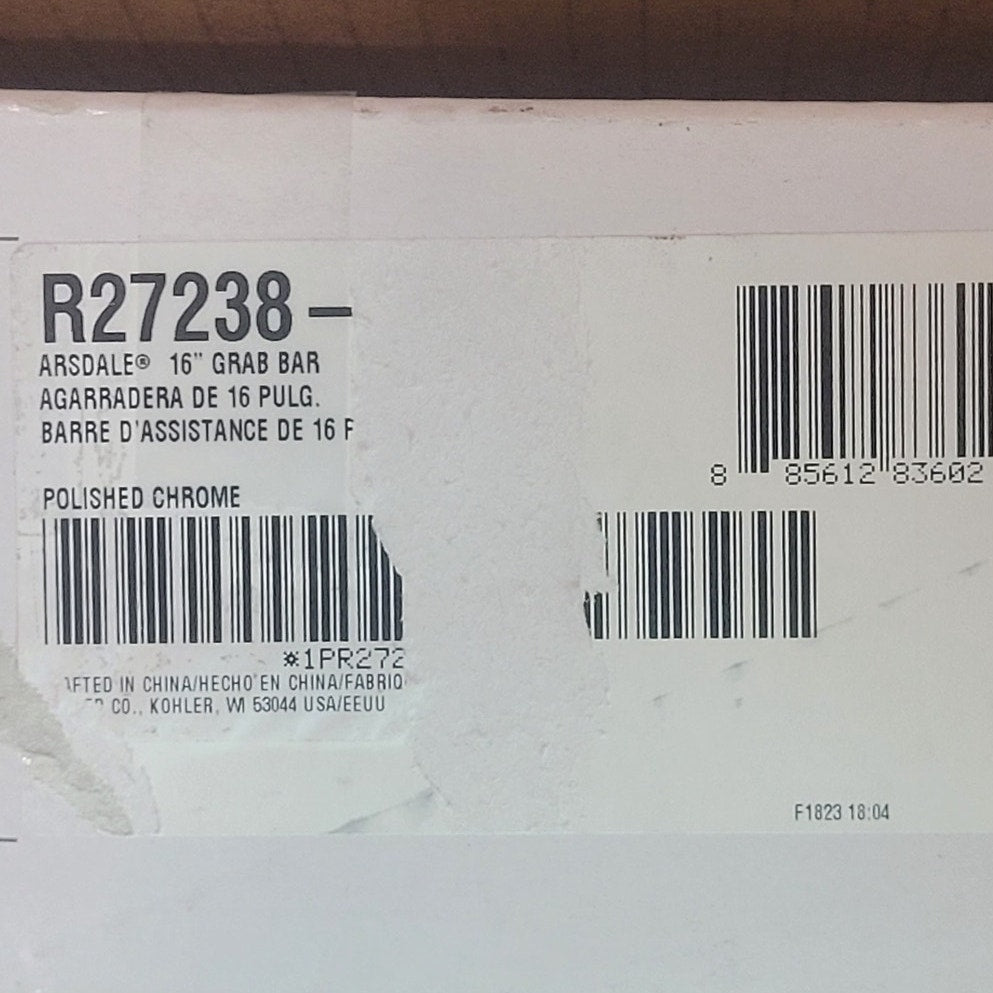 R27238-
ARSDALE® 16" GRAB BAR
AGARRADERA DE 16 PULG.
BARRE D'ASSISTANCE DE 16
POLISHED CHROME
8 85612 83602
*1PR272
IN CHINA/HECHO EN CHINA/
CO., KOHLER, WI 53044 USA/EEUU
F1823 18:04